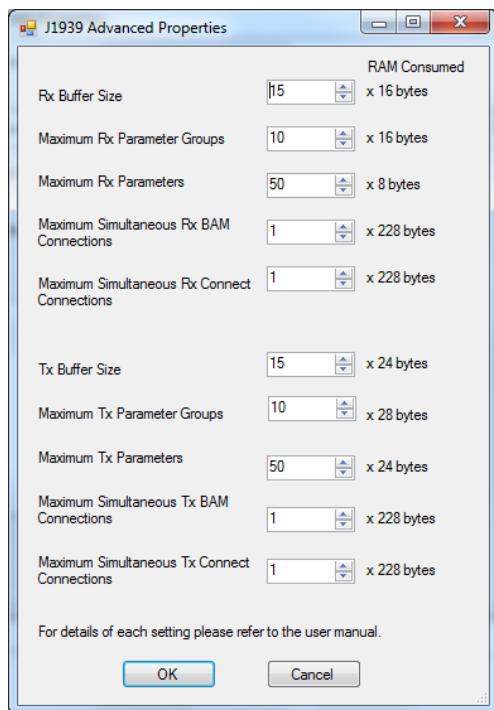 J1939 Advanced Properties
RAM Consumed
Rx Buffer Size 15 x 16 bytes
Maximum Rx Parameter Groups 10 x 16 bytes
Maximum Rx Parameters 50 x 8 bytes
Maximum Simultaneous Rx BAM
Connections 1 x 228 bytes
Maximum Simultaneous Rx Connect
Connections 1 x 228 bytes
Tx Buffer Size 15 x 24 bytes
Maximum Tx Parameter Groups 10 x 28 bytes
Maximum Tx Parameters 50 x 24 bytes
Maximum Simultaneous Tx BAM
Connections 1 x 228 bytes
Maximum Simultaneous Tx Connect
Connections 1 x 228 bytes
For details of each setting please refer to the user manual.
OK Cancel